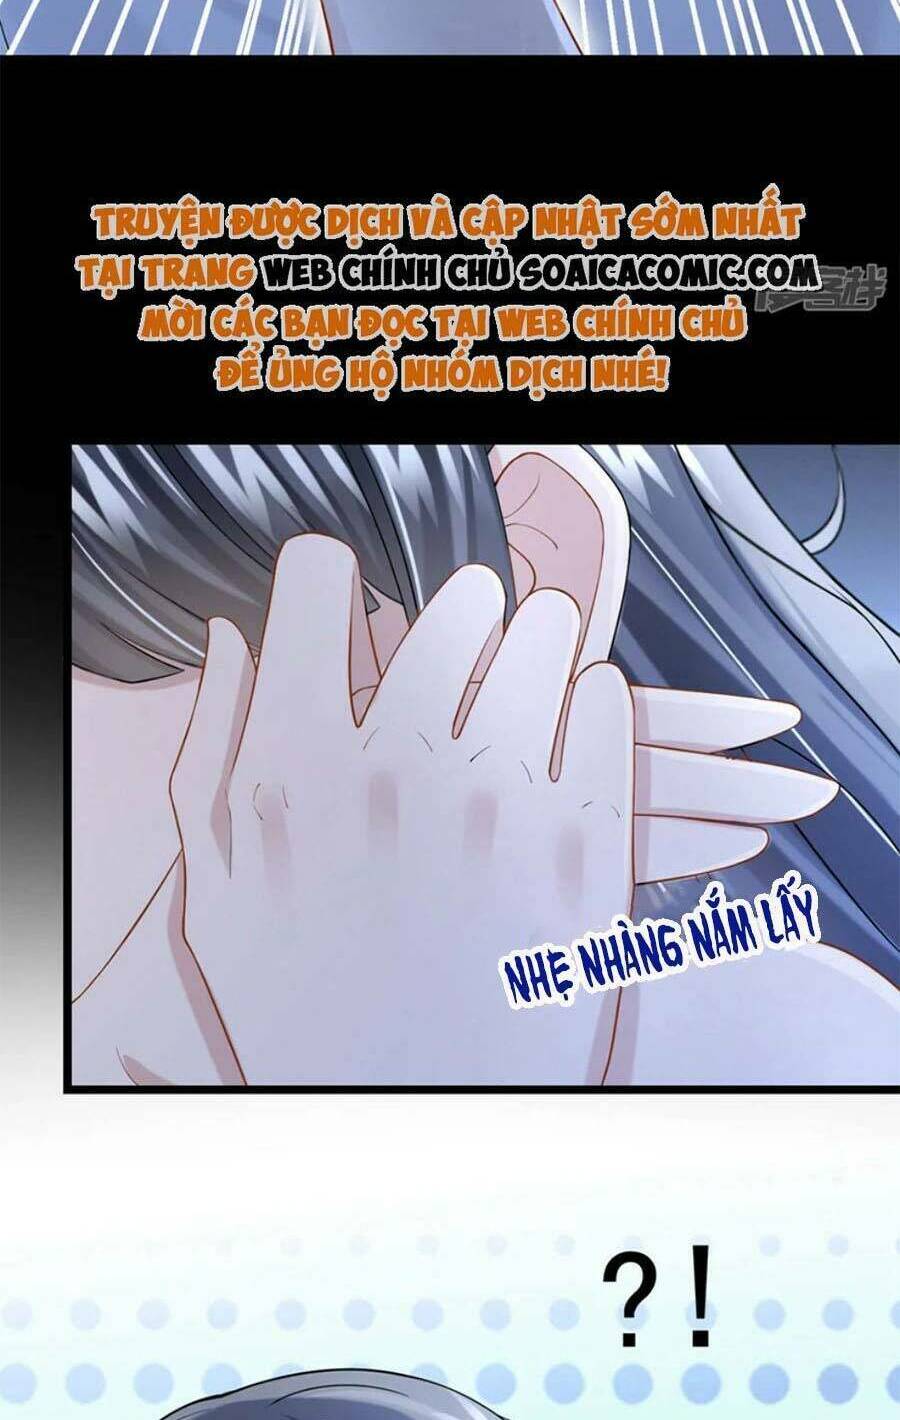 TRUYỆN ĐƯỢC DỊCH VÀ CẬP NHẬT SỚM NHẤT
TẠI TRANG WEB CHÍNH CHỦ SOAICACOMIC.COM
MỜI CÁC BẠN ĐỌC TẠI WEB CHÍNH CHỦ
ĐỂ ỦNG HỘ NHÓM DỊCH NHÉ!
NHẸ NHÀNG NẮM LẤY
?!